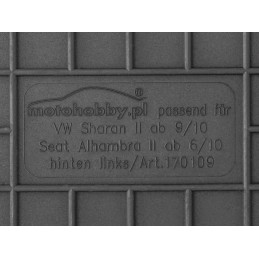 motohobby.pl® passend für
VW Sharan II ab 9/10
Seat Alhambra II ab 6/10
hinten links/Art.170109